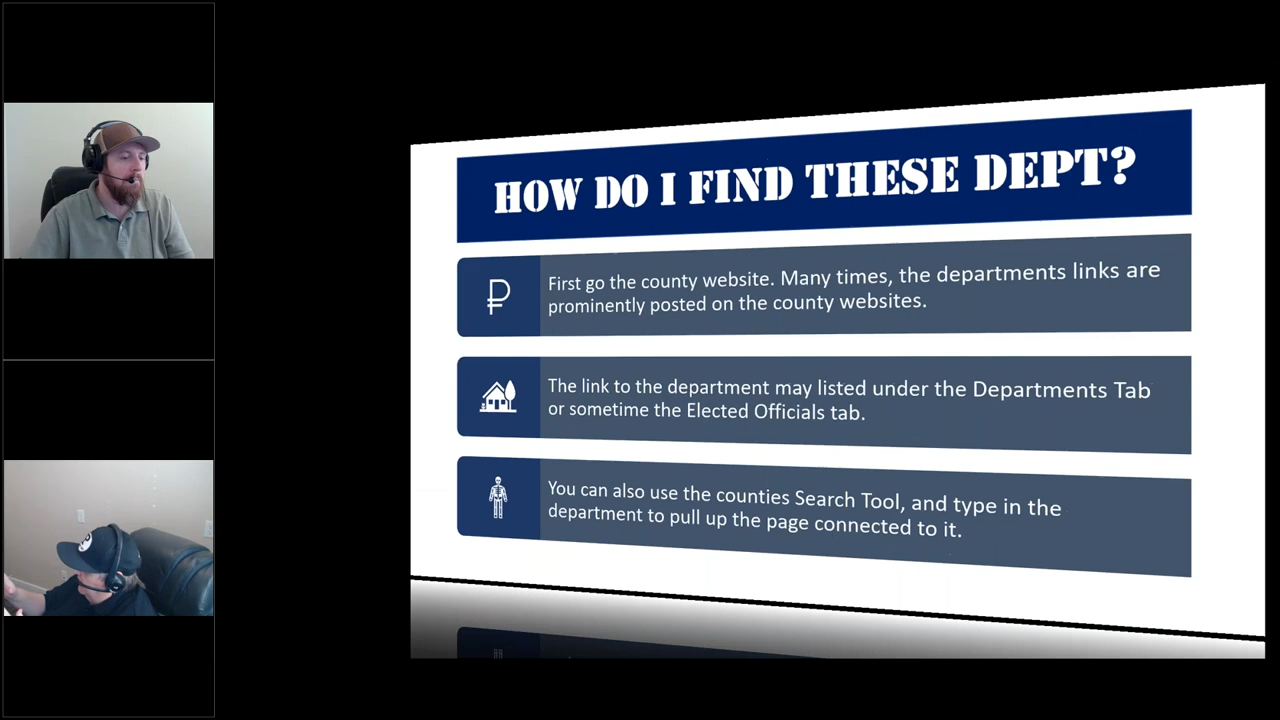 HOW DO I FIND THESE DEPT?
First go the county website. Many times, the departments links are
prominently posted on the county websites.
The link to the department may listed under the Departments Tab
or sometime the Elected Officials tab.
You can also use the counties Search Tool, and type in the
department to pull up the page connected to it.